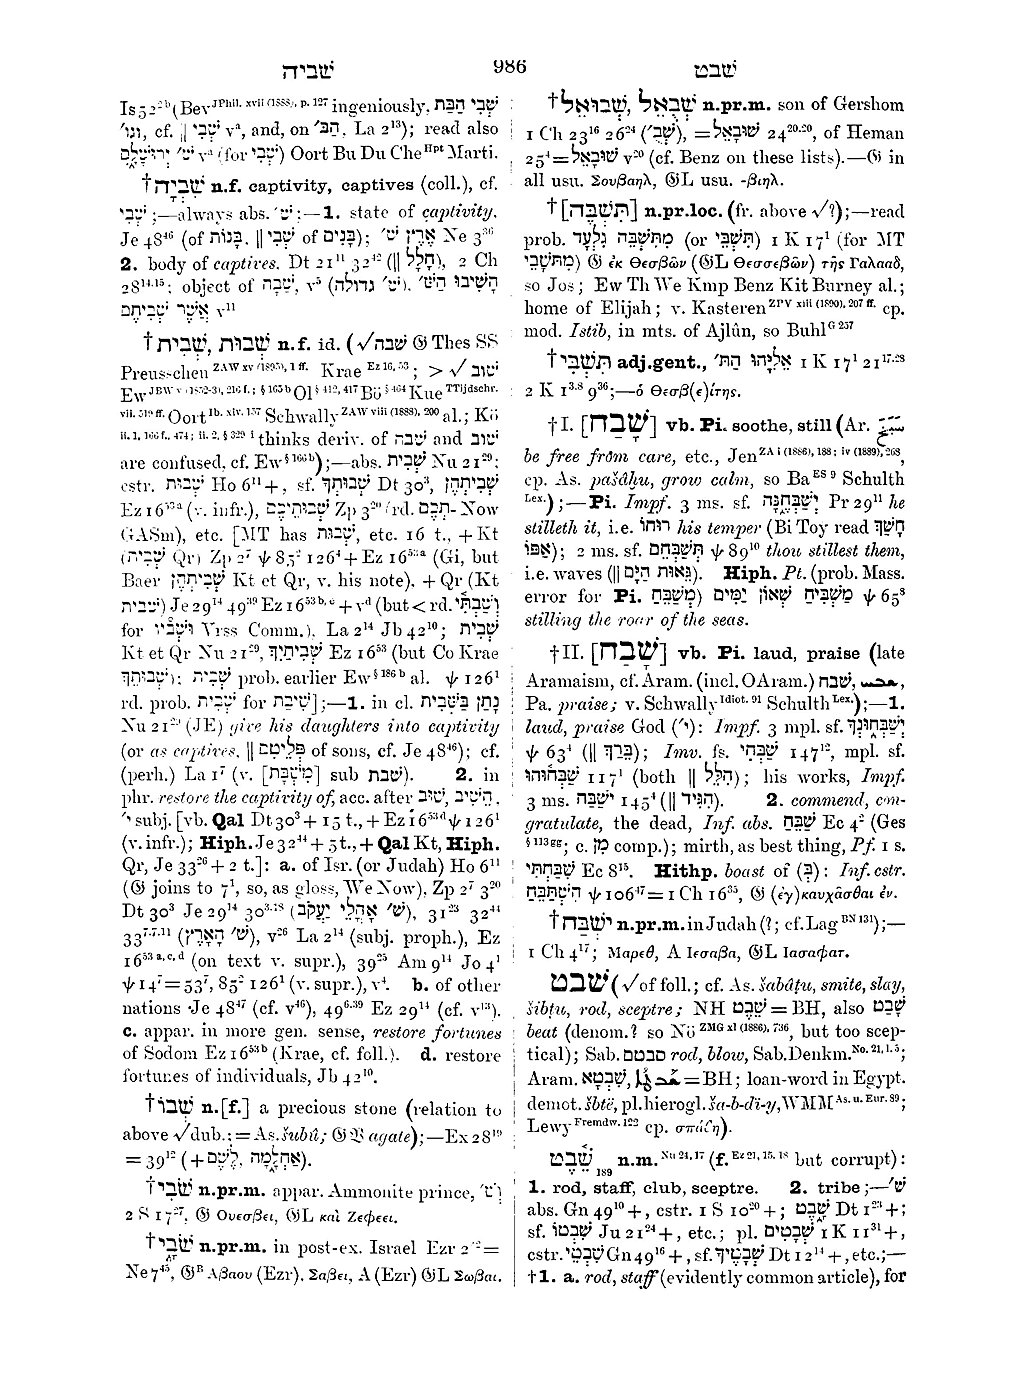 שביה 986 שבט
Is 52²ᵇ (Bev JPhil. xvii (1888), p. 127 ingeniously, שְׁבִי הַבַּת
cf. || שְׁבִי vᵃ, and, on הַבּ׳, La 2¹³); read also
שׁ׳ יְרוּשָׁלָ͏ִם vᵃ (for שְׁבִי) Oort Bu Du Che Hpt Marti.
†שִׁבְיָה n.f. captivity, captives (coll.), cf.
שְׁבִי;—always abs. שׁ׳:—1. state of captivity,
Je 48⁴⁶ (of בָּנוֹת, || שְׁבִי of בָּנִים); אֶרֶץ שׁ׳ Ne 3³⁶
2. body of captives, Dt 21¹¹ 32⁴² (|| חָלָל), 2 Ch
28¹⁴·¹⁵; object of שָׁבָה, v⁵ (שׁ׳ גדולה), הָשִׁיבוּ הַשּׁ׳
אֲשֶׁר שְׁבִיתֶם v¹¹
†שְׁבוּת, שְׁבִית n.f. id. (√שׁבה 𝔊 Thes SS
Preuschen ZAW xv (1895), 1 ff. Krae Ez 16, 53; > √שׁוב
Ew JBW v (1852-3), 216 f.; § 165 b Ol § 412, 417 Bö § 464 Kue TTijdschr.
vii. 519 ff. Oort Ib. xiv. 157 Schwally ZAW viii (1888), 200 al.; Kö
ii. 1, 166 f., 474; ii. 2, § 329 i thinks deriv. of שׁבה and שׁוב
are confused, cf. Ew § 166 b);—abs. שְׁבִית Nu 21²⁹;
cstr. שְׁבוּת Ho 6¹¹ +, sf. שְׁבוּתְךָ Dt 30³, שְׁבִיתְהֶן
Ez 16⁵³ᵃ (v. infr.), שְׁבוּתֵיכֶם Zp 3²⁰ (rd. תְכֶם- Now
GASm), etc. [MT has שְׁבוּת, etc. 16 t., + Kt
(שׁביה Qr) Zp 2⁷ ψ 85² 126⁴ + Ez 16⁵³ᵃ (Gi, but
Baer שְׁבִיתְהֶן Kt et Qr, v. his note), + Qr (Kt
שׁבית) Je 29¹⁴ 49³⁹ Ez 16⁵³ ᵇ, ᶜ + vᵈ (but < rd. וְשַׁבְתִּי
for ושׁביו Vrss Comm.), La 2¹⁴ Jb 42¹⁰; שְׁבִית
Kt et Qr Nu 21²⁹, שְׁבִיתַיִךְ Ez 16⁵³ (but Co Krae
שְׁבוּתֵךְ); שְׁבִית prob. earlier Ew § 186 b al. ψ 126¹
rd. prob. שְׁבִית for שִׁיבַת];—1. in cl. נָתַן בַּשְּׁבִית
Nu 21²⁹ (JE) give his daughters into captivity
(or as captives, || פְּלֵיטִם of sons, cf. Je 48⁴⁶); cf.
(perh.) La 1⁷ (v. [מִשְׁבָּת] sub שׁבת). 2. in
phr. restore the captivity of, acc. after שׁוּב, הֵשִׁיב,
י׳ subj. [vb. Qal Dt 30³ + 15 t., + Ez 16⁵³ᵈ ψ 126¹
(v. infr.); Hiph. Je 32⁴⁴ + 5 t., + Qal Kt, Hiph.
Qr, Je 33²⁶ + 2 t.]: a. of Isr. (or Judah) Ho 6¹¹
(𝔊 joins to 7¹, so, as gloss, We Now), Zp 2⁷ 3²⁰
Dt 30³ Je 29¹⁴ 30³·¹⁸ (שׁ׳ אָהֳלֵי יַעֲקֹב), 31²³ 32⁴⁴
33⁷·⁷·¹¹ (שׁ׳ הָאָרֶץ), v²⁶ La 2¹⁴ (subj. proph.), Ez
16⁵³ ᵃ, ᶜ, ᵈ (on text v. supr.), 39²⁵ Am 9¹⁴ Jo 4¹
ψ 14⁷ = 53⁷, 85² 126¹ (v. supr.), v⁴. b. of other
nations Je 48⁴⁷ (cf. v⁴⁶), 49⁶·³⁹ Ez 29¹⁴ (cf. v¹³).
c. appar. in more gen. sense, restore fortunes
of Sodom Ez 16⁵³ᵇ (Krae, cf. foll.). d. restore
fortunes of individuals, Jb 42¹⁰.
†שְׁבוֹ n.[f.] a precious stone (relation to
above √dub.; = As. šubû; 𝔊 𝔙 agate);—Ex 28¹⁹
= 39¹² (+ לֶשֶׁם, אַחְלָמָה).
†שֹׁבִי n.pr.m. appar. Ammonite prince, שׁ׳
2 S 17²⁷, 𝔊 Ουεσβει, 𝔊L καὶ Ζεφεει.
†שֹׁבָי n.pr.m. in post-ex. Israel Ezr 2⁴² =
Ne 7⁴⁵, 𝔊ᴮ Αβαου (Ezr), Σαβει, A (Ezr) 𝔊L Σωβαι.
†שְׁבוּאֵל, שְׁבֻאֵל n.pr.m. son of Gershom
1 Ch 23¹⁶ 26²⁴ (שְׁבֻ׳), = שׁוּבָאֵל 24²⁰·²⁰, of Heman
25⁴ = שׁוּבָאֵל v²⁰ (cf. Benz on these lists).—𝔊 in
all usu. Σουβαηλ, 𝔊L usu. -βιηλ.
†[תִּשְׁבֶּה] n.pr.loc. (fr. above √?);—read
prob. מִתִּשְׁבֵּה גִלְעָד (or תִּשְׁבֵּי) 1 K 17¹ (for MT
מִתֹּשָׁבֵי) 𝔊 ἐκ Θεσβῶν (𝔊L Θεσσεβῶν) τῆς Γαλααδ,
so Jos; Ew Th We Kmp Benz Kit Burney al.;
home of Elijah; v. Kasteren ZPV xiii (1890), 207 ff. cp.
mod. Istib, in mts. of Ajlûn, so Buhl G 257
†תִּשְׁבִּי adj.gent., אֵלִיָּהוּ הַתּ׳ 1 K 17¹ 21¹⁷·²⁸
2 K 1³·⁸ 9³⁶;—ὁ Θεσβ(ε)ίτης.
†I. [שָׁבַח] vb. Pi. soothe, still (Ar. سبح
be free from care, etc., Jen ZA i (1886), 188; iv (1889), 268,
cp. As. pašâḫu, grow calm, so Ba ES 9 Schulth
Lex.);—Pi. Impf. 3 ms. sf. יְשַׁבְּחֶנָּה Pr 29¹¹ he
stilleth it, i.e. רוּחוֹ his temper (Bi Toy read חָשַׂךְ
אַפּוֹ); 2 ms. sf. תְּשַׁבְּחֵם ψ 89¹⁰ thou stillest them,
i.e. waves (|| גֵּאוּת הַיָּם). Hiph. Pt. (prob. Mass.
error for Pi. מְשַׁבֵּחַ) מַשְׁבִּיחַ שְׁאוֹן יַמִּים ψ 65⁸
stilling the roar of the seas.
†II. [שָׁבַח] vb. Pi. laud, praise (late
Aramaism, cf. Aram. (incl. OAram.) שׁבח, ܫܒܚ,
Pa. praise; v. Schwally Idiot. 91 Schulth Lex.);—1.
laud, praise God (י׳): Impf. 3 mpl. sf. יְשַׁבְּחוּנְךָ
ψ 63⁴ (|| בֵּרֵךְ); Imv. fs. שַׁבְּחִי 147¹², mpl. sf.
שַׁבְּחוּהוּ 117¹ (both || הִלֵּל); his works, Impf.
3 ms. יְשַׁבַּח 145⁴ (|| הִגִּיד). 2. commend, con-
gratulate, the dead, Inf. abs. שַׁבֵּחַ Ec 4² (Ges
§ 113 gg; c. מִן comp.); mirth, as best thing, Pf. 1 s.
שִׁבַּחְתִּי Ec 8¹⁵. Hithp. boast of (בְּ): Inf. cstr.
הִשְׁתַּבֵּחַ ψ 106⁴⁷ = 1 Ch 16³⁵, 𝔊 (ἐγ)καυχᾶσθαι ἐν.
†יִשְׁבַּח n.pr.m. in Judah (?; cf. Lag BN 131);—
1 Ch 4¹⁷; Μαρεθ, A Ιεσαβα, 𝔊L Ιασαφατ.
שׁבט (√ of foll.; cf. As. šabâṭu, smite, slay,
šibṭu, rod, sceptre; NH שֵׁבֶט = BH, also שָׁבַט
beat (denom.? so Nö ZMG xl (1886), 736, but too scep-
tical); Sab. סבטם rod, blow, Sab.Denkm. No. 21, l. 5;
Aram. שִׁבְטָא, ܫܒܛܐ = BH; loan-word in Egypt.
demot. šbṭe, pl. hierogl. ša-b-dî-y, WMM As. u. Eur. 89;
Lewy Fremdw. 122 cp. σπάθη).
שֵׁבֶט 189 n.m. Nu 24, 17 (f. Ez 21, 15. 18 but corrupt):
1. rod, staff, club, sceptre. 2. tribe;—שׁ׳
abs. Gn 49¹⁰ +, cstr. 1 S 10²⁰ +; שָׁבֶט Dt 1²³ +;
sf. שִׁבְטוֹ Ju 21²⁴ +, etc.; pl. שְׁבָטִים 1 K 11³¹ +,
cstr. שִׁבְטֵי Gn 49¹⁶ +, sf. שְׁבָטֶיךָ Dt 12¹⁴ +, etc.;—
†1. a. rod, staff (evidently common article), for